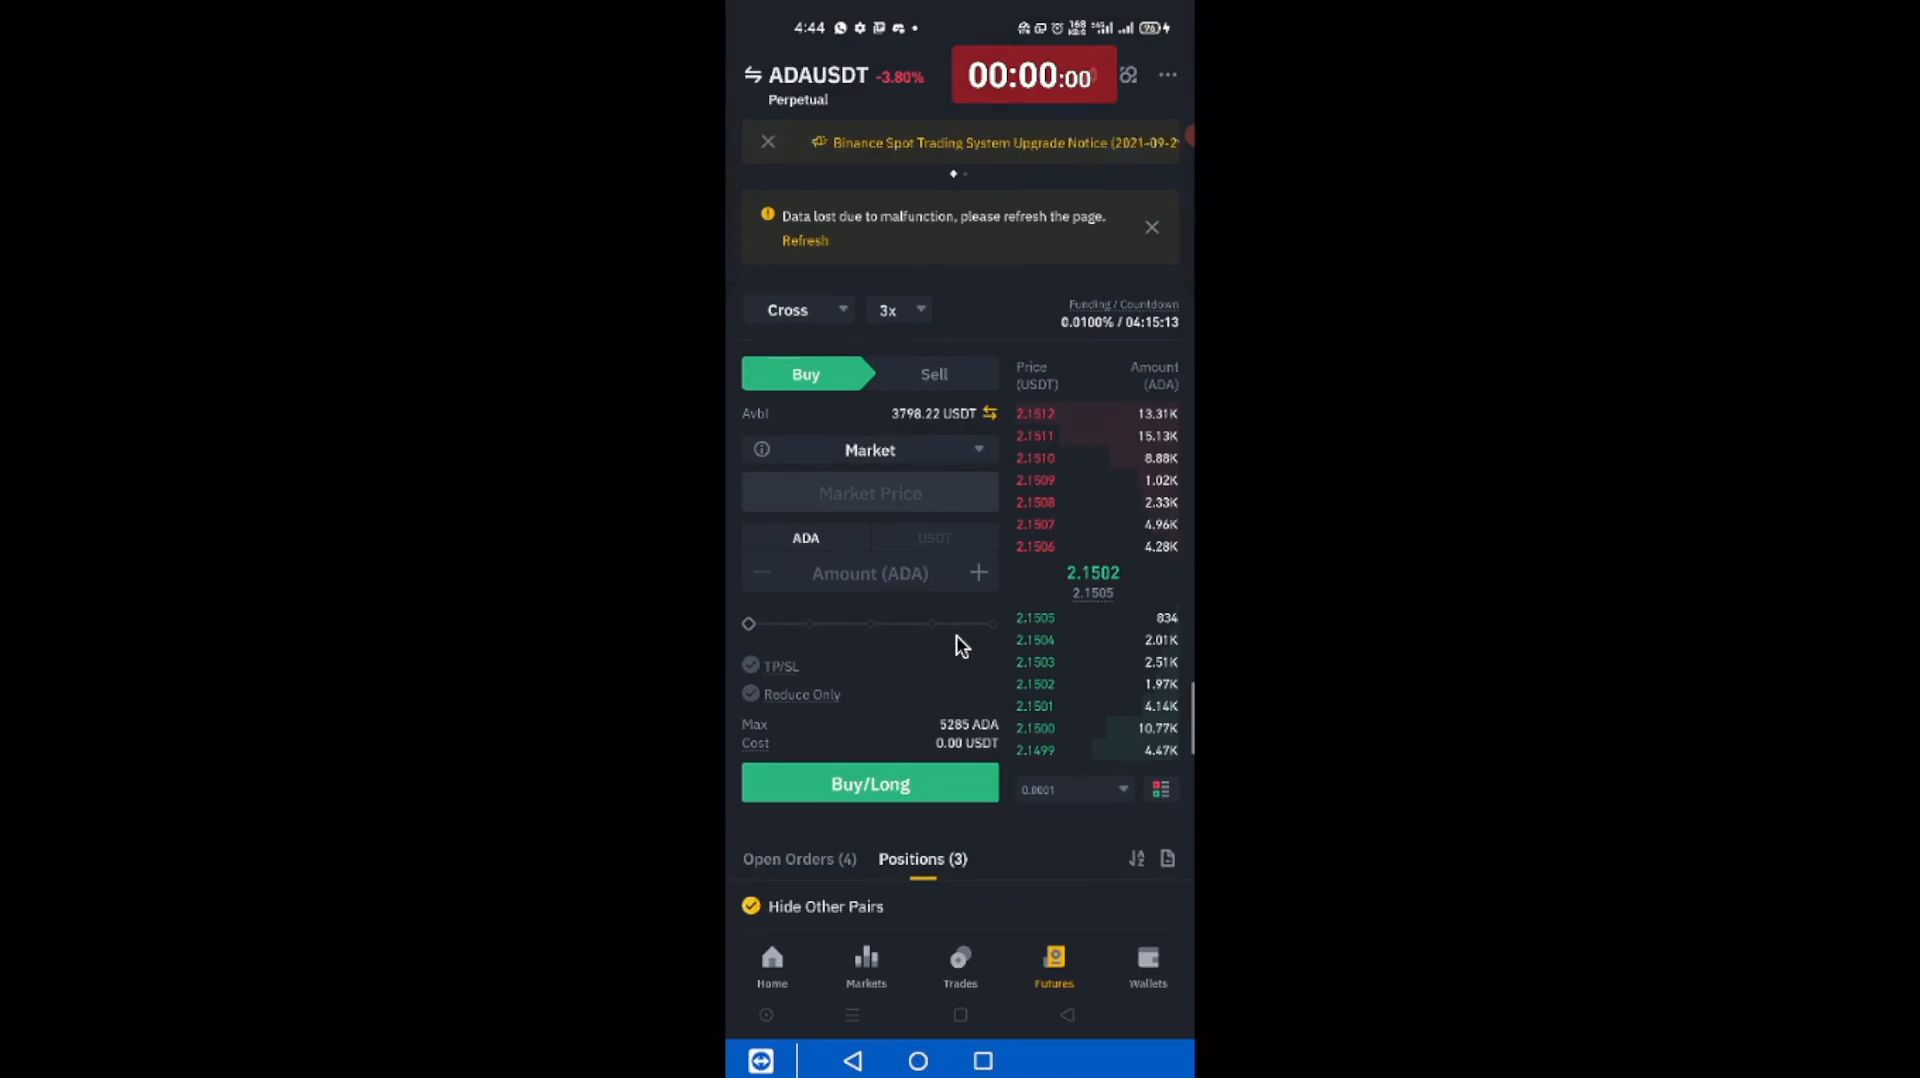 4:44
168
96
ADAUSDT -3.80%
00:00:00
Perpetual
Binance Spot Trading System Upgrade Notice (2021-09-2
Data lost due to malfunction, please refresh the page.
Refresh
Cross
3x
Funding / Countdown
0.0100% / 04:15:13
Buy
Sell
Price
(USDT)
Amount
(ADA)
Avbl
3798.22 USDT
Market
Market Price
ADA
USDT
Amount (ADA)
TP/SL
Reduce Only
Max
5285 ADA
Cost
0.00 USDT
Buy/Long
2.1512 13.31K
2.1511 15.13K
2.1510 8.88K
2.1509 1.02K
2.1508 2.33K
2.1507 4.96K
2.1506 4.28K
2.1502
2.1505
2.1505 834
2.1504 2.01K
2.1503 2.51K
2.1502 1.97K
2.1501 4.14K
2.1500 10.77K
2.1499 4.47K
0.0001
Open Orders (4)
Positions (3)
Hide Other Pairs
Home
Markets
Trades
Futures
Wallets